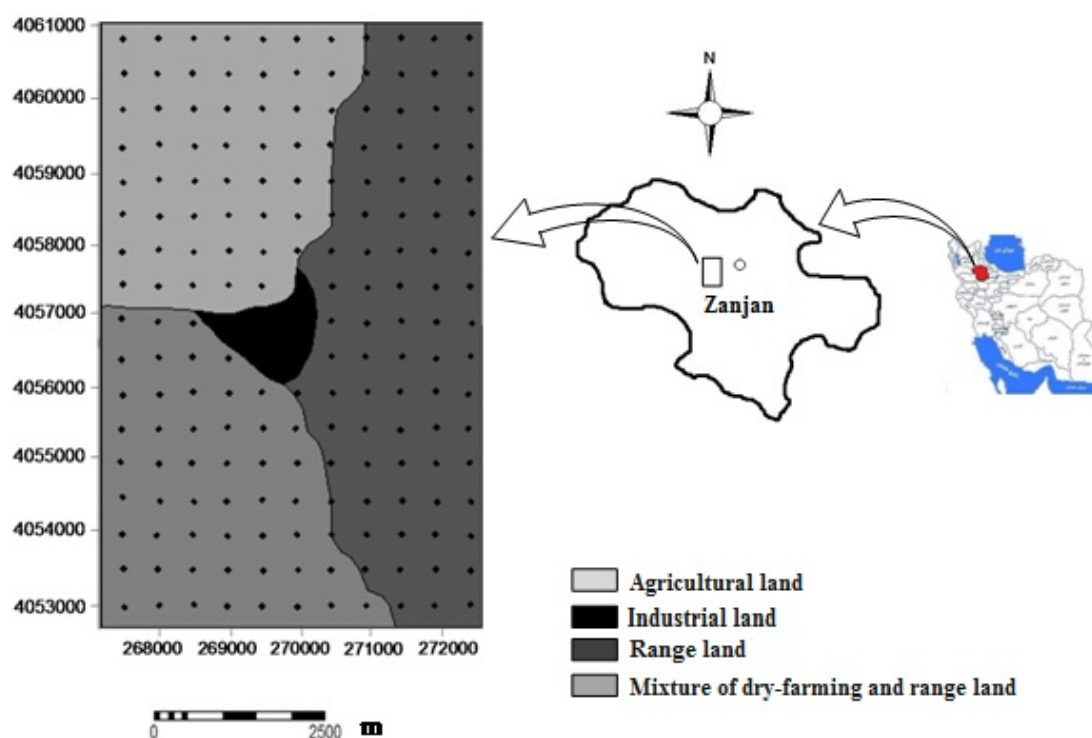 4061000
4060000
4059000
4058000
4057000
4056000
4055000
4054000
4053000
268000 269000 270000 271000 272000
0 2500 m
N
Zanjan
Agricultural land
Industrial land
Range land
Mixture of dry-farming and range land